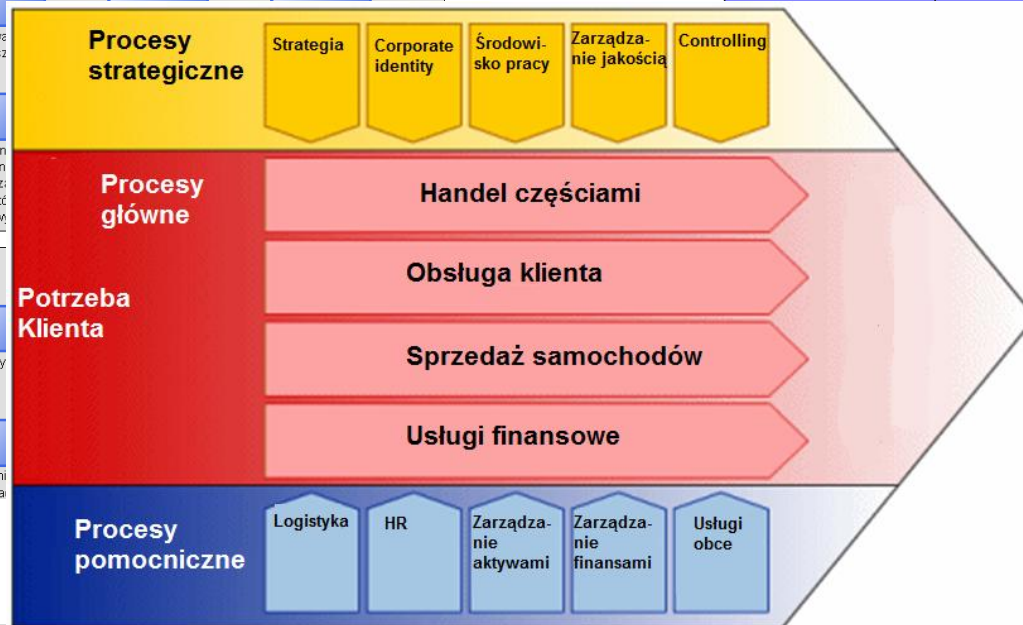 Procesy
strategiczne
Strategia
Corporate
identity
Środowi-
sko pracy
Zarządza-
nie jakością
Controlling
Procesy
główne
Handel częściami
Obsługa klienta
Potrzeba
Klienta
Sprzedaż samochodów
Usługi finansowe
Procesy
pomocniczne
Logistyka
HR
Zarządza-
nie
aktywami
Zarządza-
nie
finansami
Usługi
obce